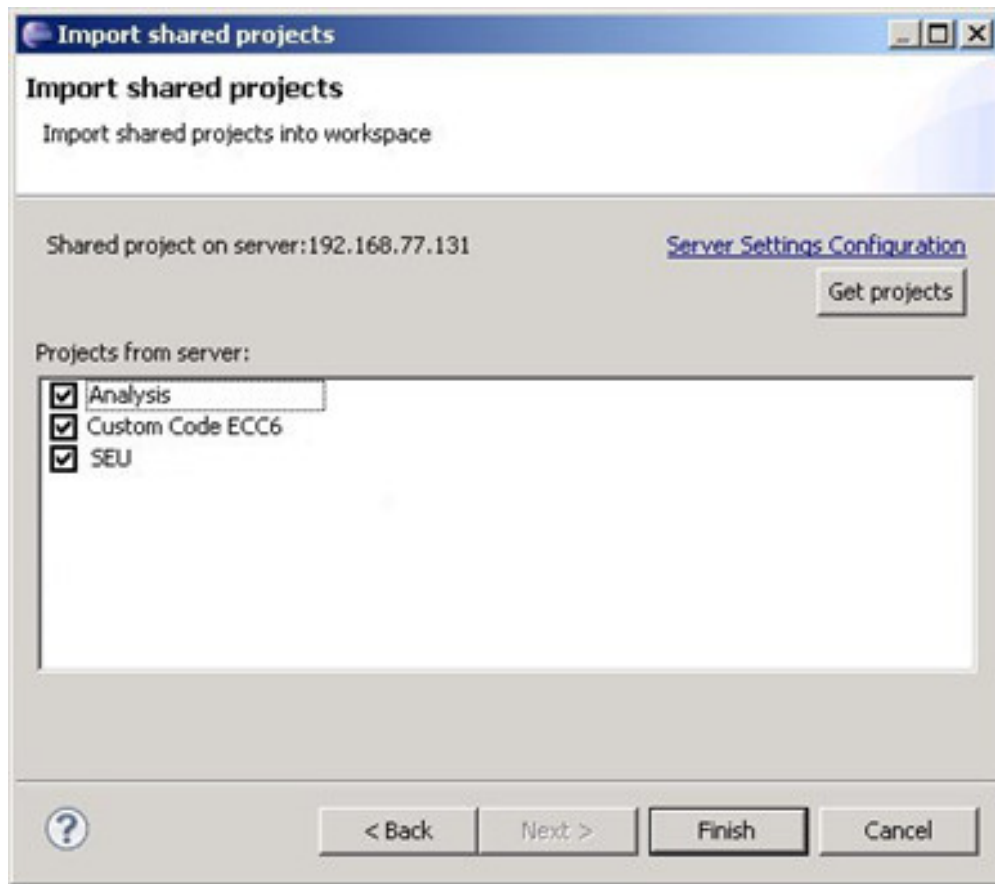 Import shared projects
Import shared projects
Import shared projects into workspace
Shared project on server:192.168.77.131
Server Settings Configuration
Get projects
Projects from server:
Analysis
Custom Code ECC6
SEU
?
< Back
Next >
Finish
Cancel